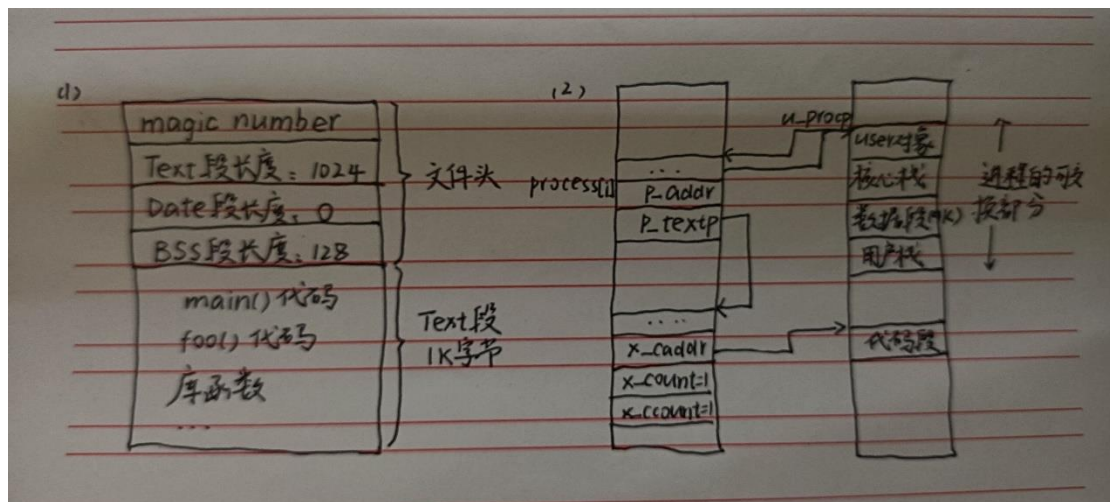 (1)
magic number
Text段长度：1024
Date段长度：0
BSS段长度：128
文件头
main()代码
foo()代码
库函数
...
Text段
1K字节
(2)
process[i]
...
p_addr
p_textp
....
x_caddr
x_count=1
x_ccount=1
u_procp
user对象
核心栈
数据段(4K)
用户栈
代码段
进程的可交
换部分